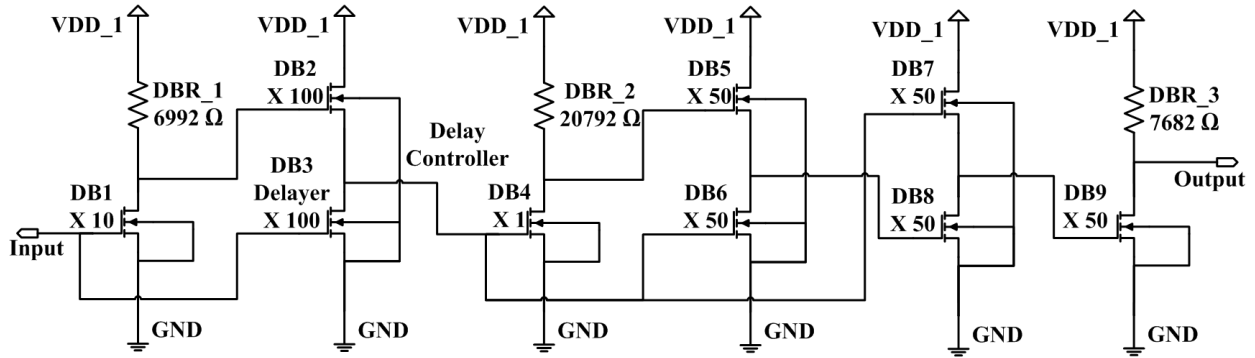 VDD_1
VDD_1
VDD_1
VDD_1
VDD_1
VDD_1
DBR_1
6992 Ω
DB2
X 100
DBR_2
20792 Ω
DB5
X 50
DB7
X 50
DBR_3
7682 Ω
Delay
Controller
DB1
X 10
DB3
Delayer
X 100
DB4
X 1
DB6
X 50
DB8
X 50
DB9
X 50
Input
Output
GND
GND
GND
GND
GND
GND